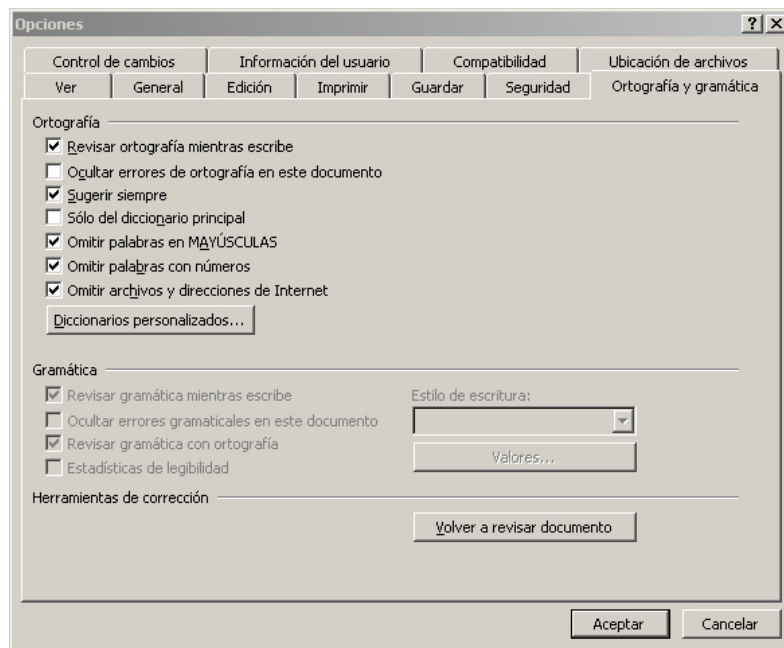 Opciones
Control de cambios
Información del usuario
Compatibilidad
Ubicación de archivos
Ver
General
Edición
Imprimir
Guardar
Seguridad
Ortografía y gramática
Ortografía
Revisar ortografía mientras escribe
Ocultar errores de ortografía en este documento
Sugerir siempre
Sólo del diccionario principal
Omitir palabras en MAYÚSCULAS
Omitir palabras con números
Omitir archivos y direcciones de Internet
Diccionarios personalizados...
Gramática
Revisar gramática mientras escribe
Ocultar errores gramaticales en este documento
Revisar gramática con ortografía
Estadísticas de legibilidad
Estilo de escritura:
Valores...
Herramientas de corrección
Volver a revisar documento
Aceptar
Cancelar